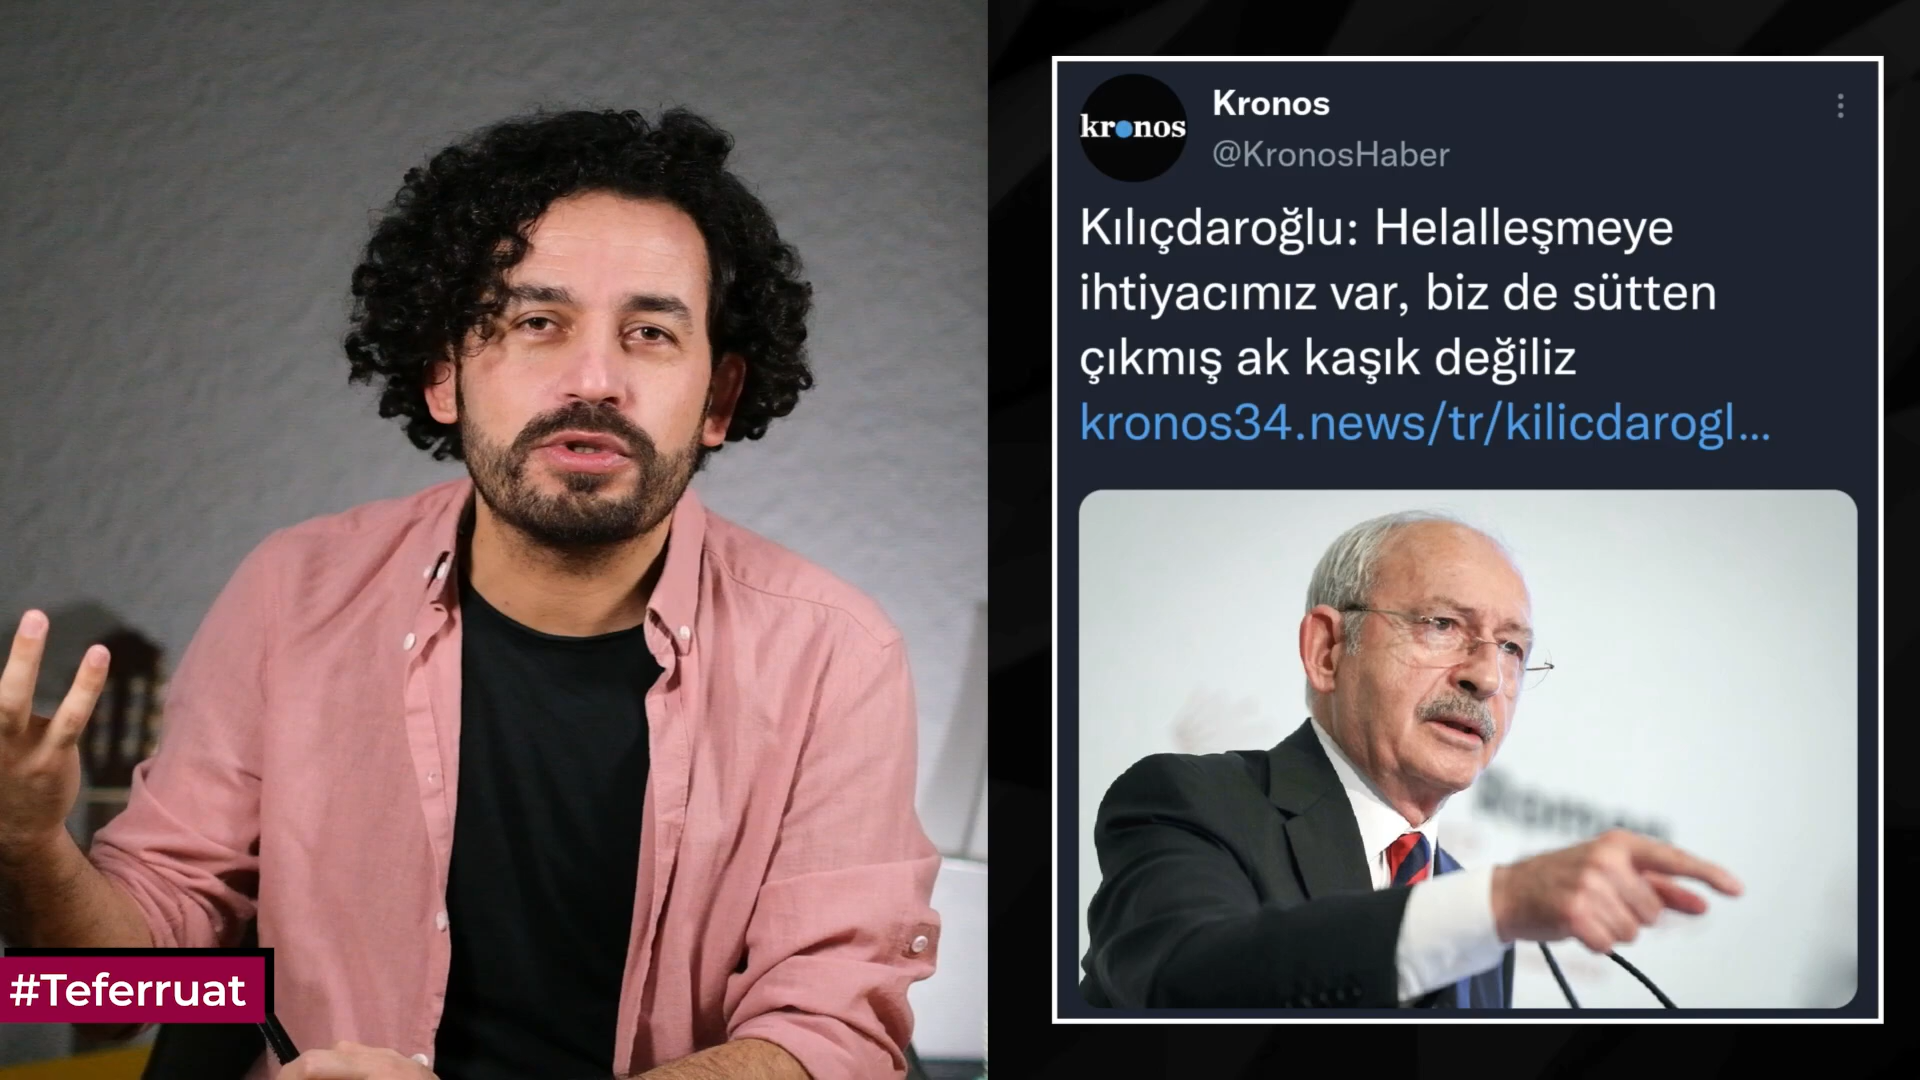 kronos
Kronos
@KronosHaber
Kılıçdaroğlu: Helalleşmeye
ihtiyacımız var, biz de sütten
çıkmış ak kaşık değiliz
kronos34.news/tr/kilicdarogl...
#Teferruat